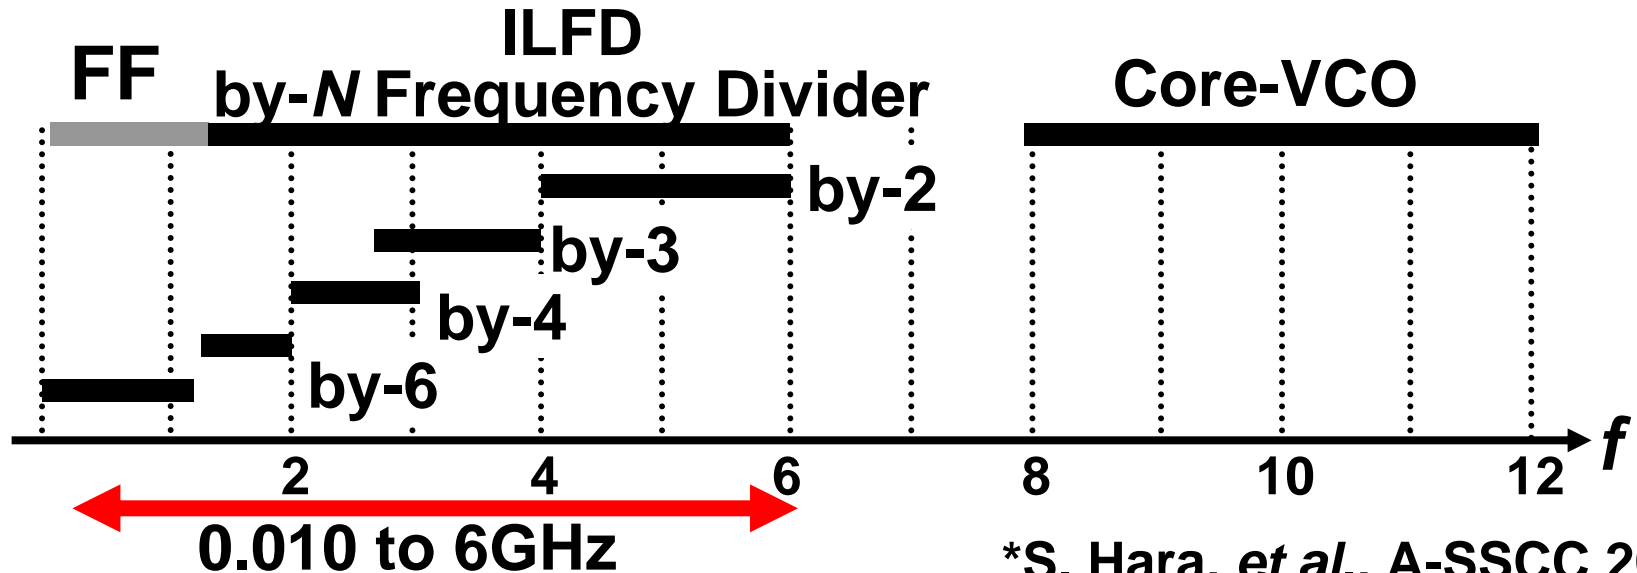 ILFD
FF
by-N Frequency Divider
Core-VCO
by-2
by-3
by-4
by-6
f
2 4 6 8 10 12
0.010 to 6GHz
*S. Hara, et al., A-SSCC